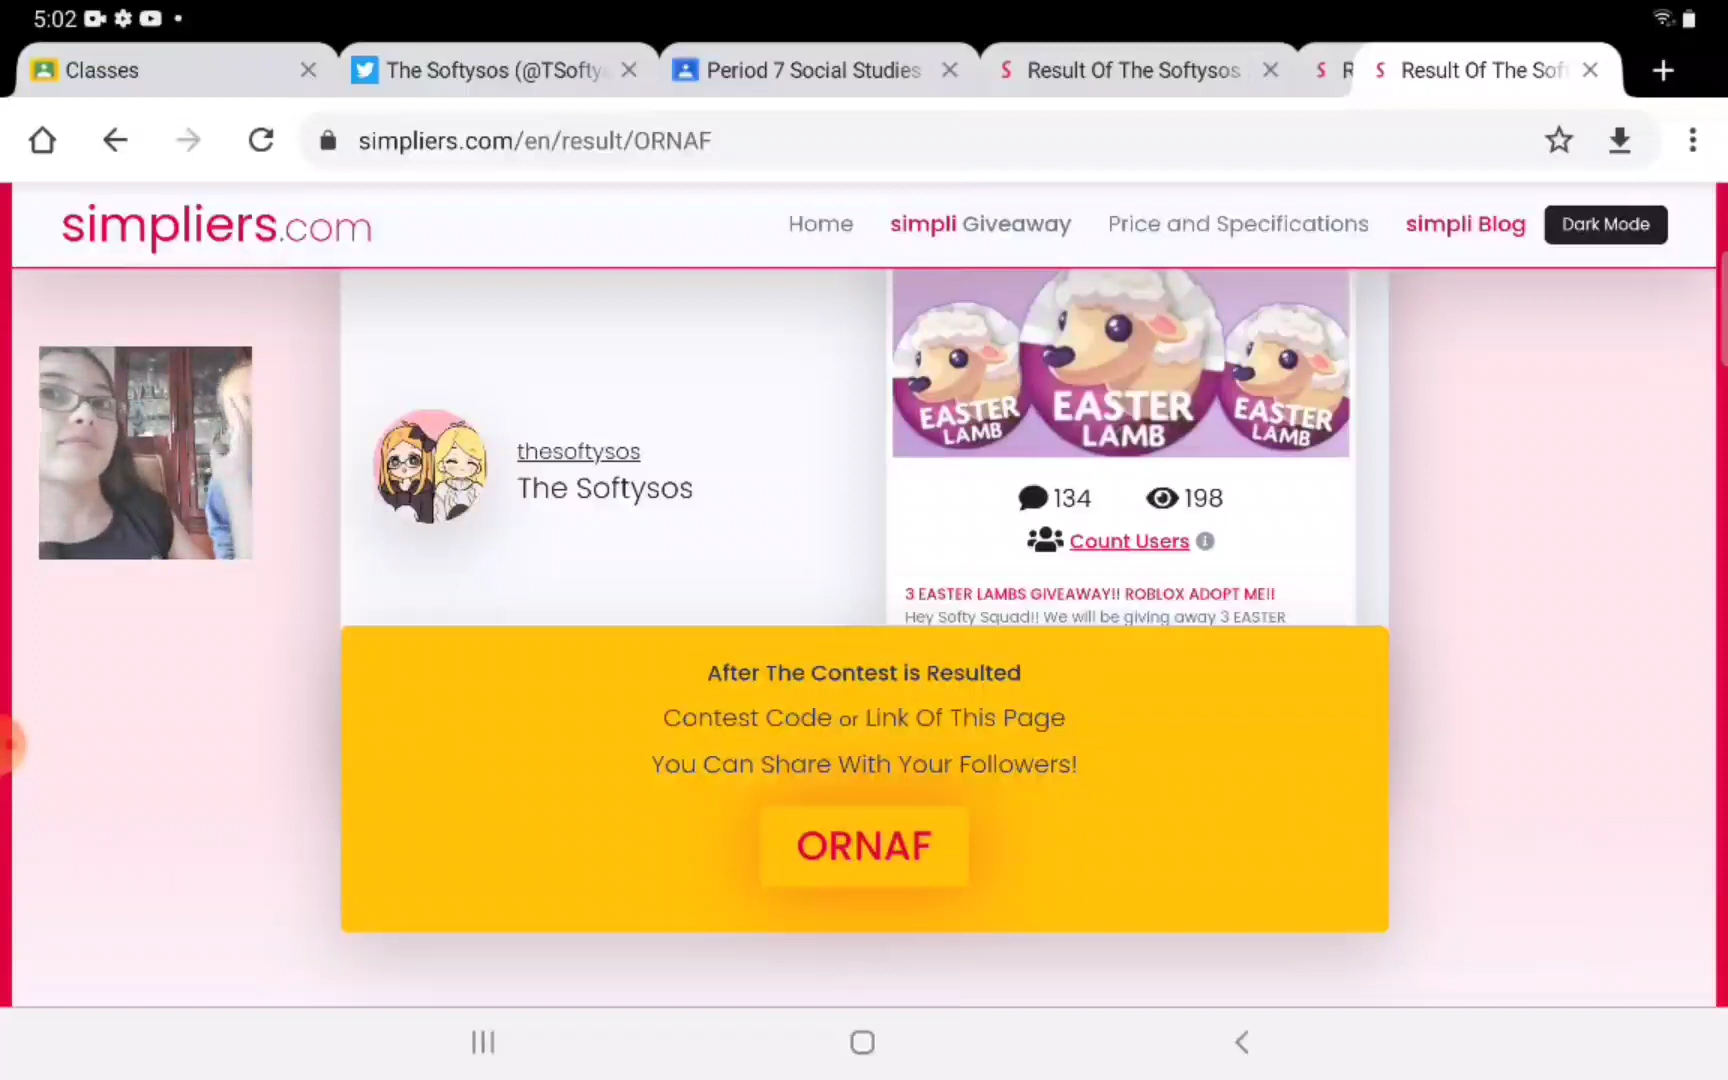 5:02
Classes
The Softysos (@TSofty
Period 7 Social Studies
Result Of The Softysos
R
Result Of The Sof
simpliers.com/en/result/ORNAF
simpliers.com
Home
simpli Giveaway
Price and Specifications
simpli Blog
Dark Mode
EASTER
LAMB
EASTER
LAMB
EASTER
LAMB
thesoftysos
The Softysos
134
198
Count Users
3 EASTER LAMBS GIVEAWAY!! ROBLOX ADOPT ME!!
Hey Softy Squad!! We will be giving away 3 EASTER
After The Contest is Resulted
Contest Code or Link Of This Page
You Can Share With Your Followers!
ORNAF